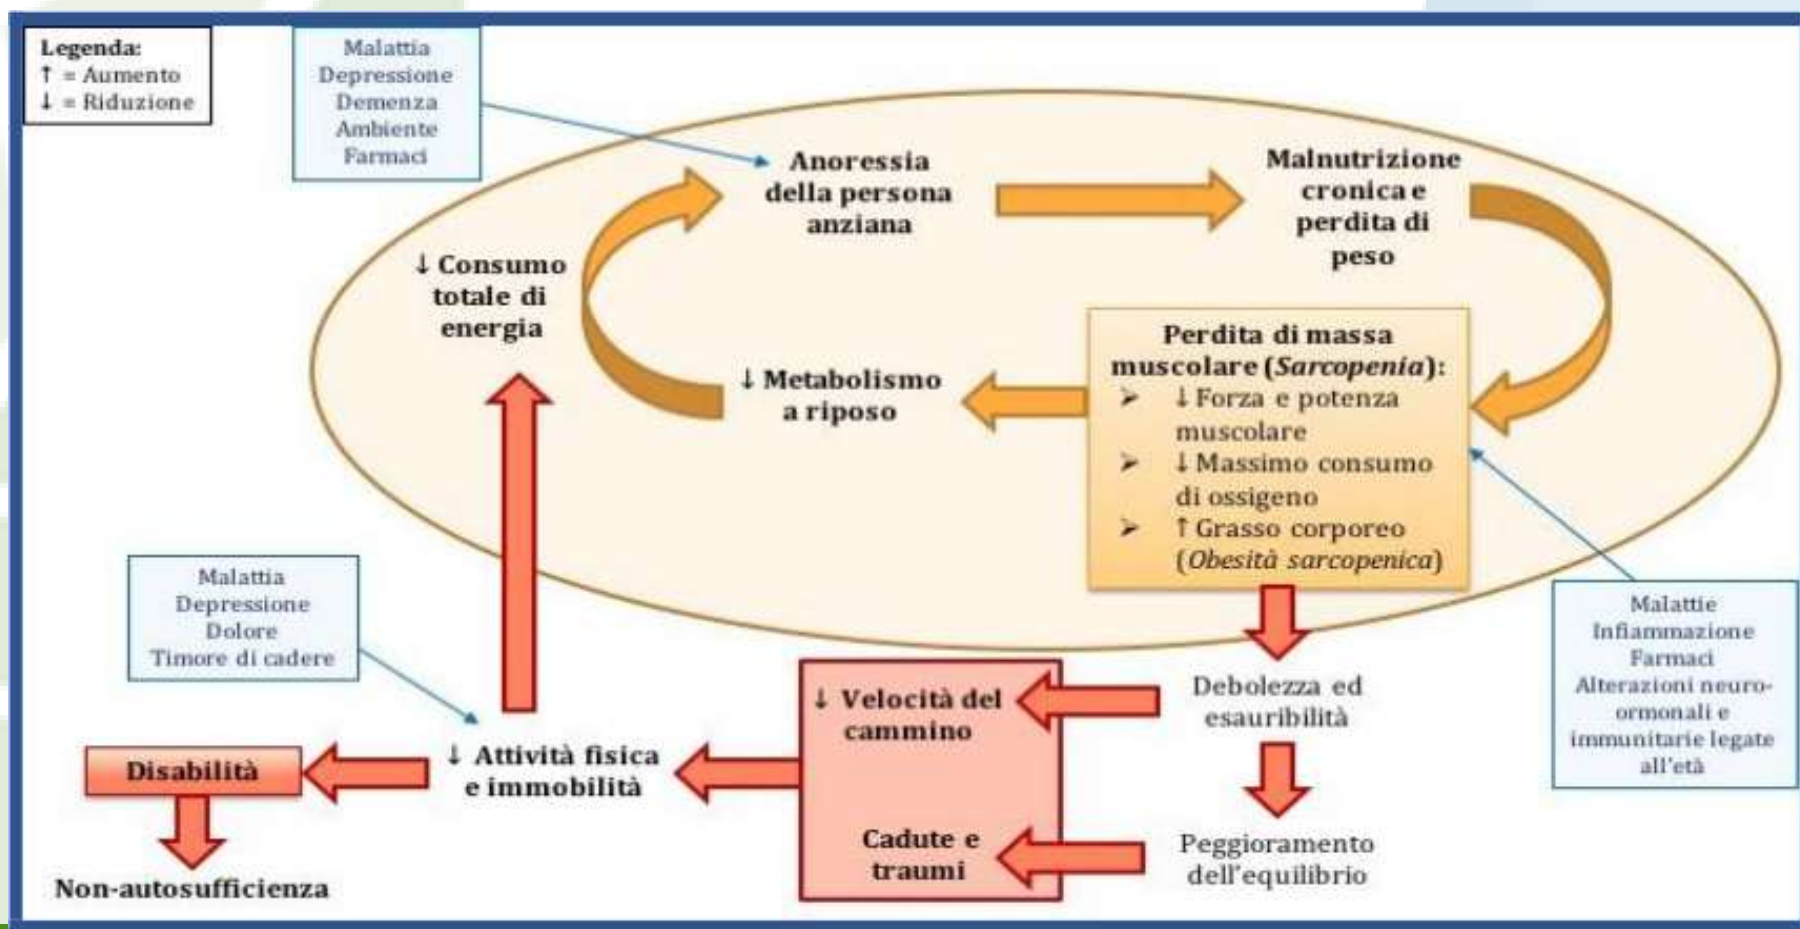 Legenda:
↑ = Aumento
↓ = Riduzione
Malattia
Depressione
Demenza
Ambiente
Farmaci
Anoressia
della persona
anziana
Malnutrizione
cronica e
perdita di
peso
↓ Consumo
totale di
energia
↓ Metabolismo
a riposo
Perdita di massa
muscolare (Sarcopenia):
➢ ↓ Forza e potenza
muscolare
➢ ↓ Massimo consumo
di ossigeno
➢ ↑ Grasso corporeo
(Obesità sarcopenica)
Malattia
Depressione
Dolore
Timore di cadere
Malattie
Infiammazione
Farmaci
Alterazioni neuro-
ormonali e
immunitarie legate
all'età
Debolezza ed
esauribilità
↓ Velocità del
cammino
↓ Attività fisica
e immobilità
Disabilità
Cadute e
traumi
Peggioramento
dell'equilibrio
Non-autosufficienza